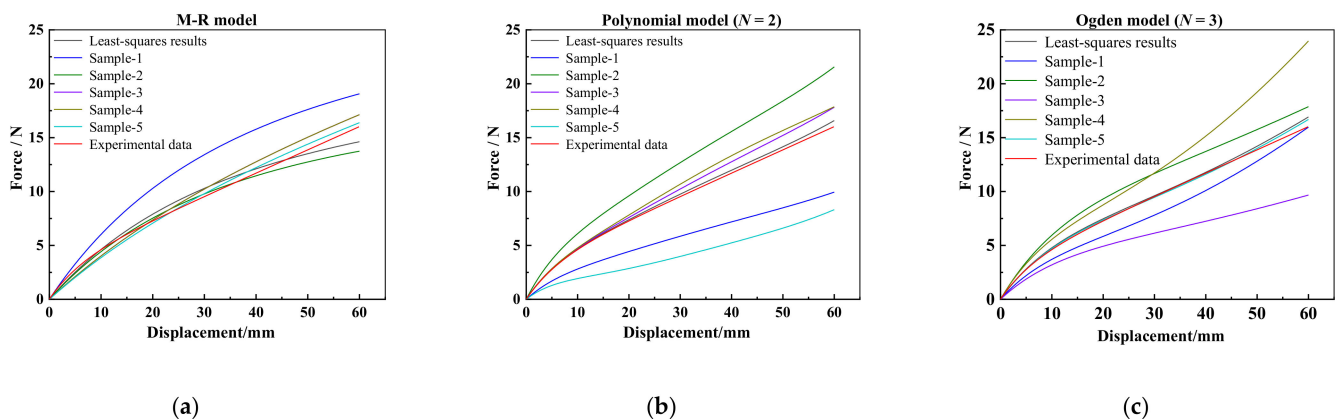 M-R model
Least-squares results
Sample-1
Sample-2
Sample-3
Sample-4
Sample-5
Experimental data
Force / N
25
20
15
10
5
0
0 10 20 30 40 50 60
Displacement/mm
(a)
Polynomial model (N = 2)
Least-squares results
Sample-1
Sample-2
Sample-3
Sample-4
Sample-5
Experimental data
Force / N
25
20
15
10
5
0
0 10 20 30 40 50 60
Displacement/mm
(b)
Ogden model (N = 3)
Least-squares results
Sample-1
Sample-2
Sample-3
Sample-4
Sample-5
Experimental data
Force / N
25
20
15
10
5
0
0 10 20 30 40 50 60
Displacement/mm
(c)